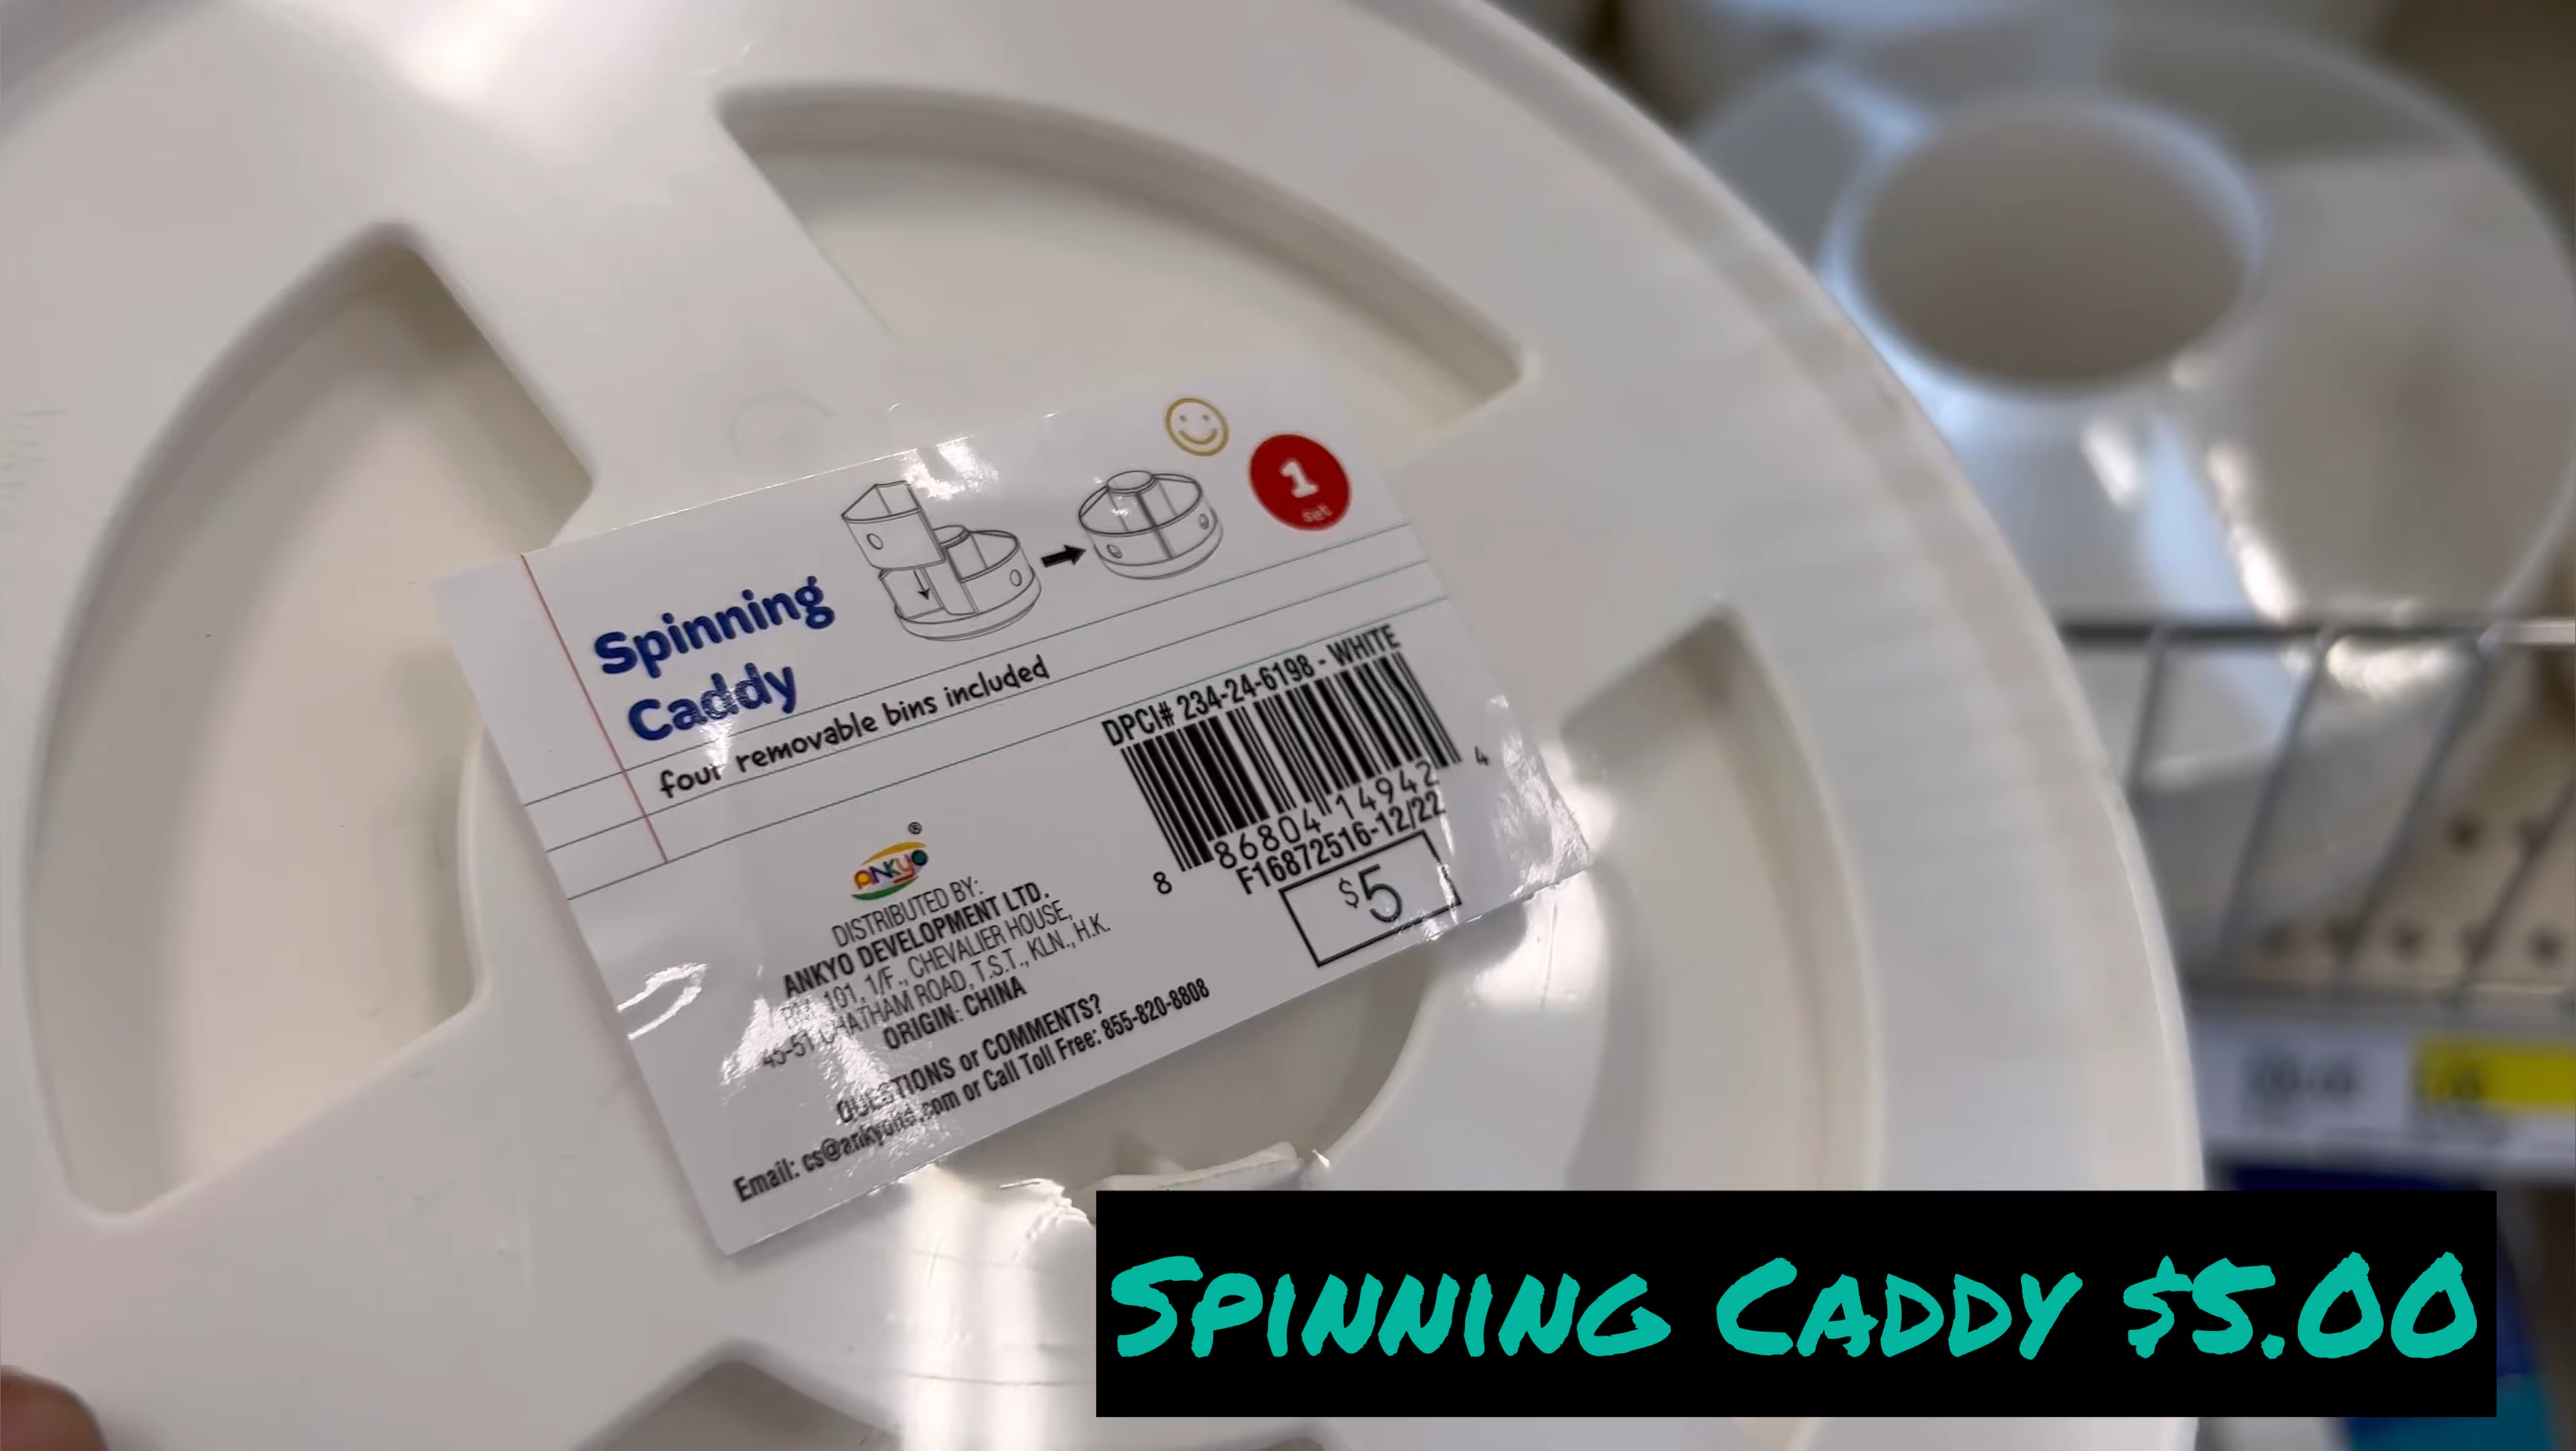 1
set
Spinning
Caddy
four removable bins included
DPCI# 234-24-6198 - WHITE
8 86804 14942 4
F16872516-12/22
$5
ANKYO ®
DISTRIBUTED BY:
ANKYO DEVELOPMENT LTD.
RM. 101, 1/F., CHEVALIER HOUSE,
45-51 CHATHAM ROAD, T.S.T., KLN., H.K.
ORIGIN: CHINA
QUESTIONS or COMMENTS?
Email: or Call Toll Free: 855-820-8808
SPINNING CADDY $5.00